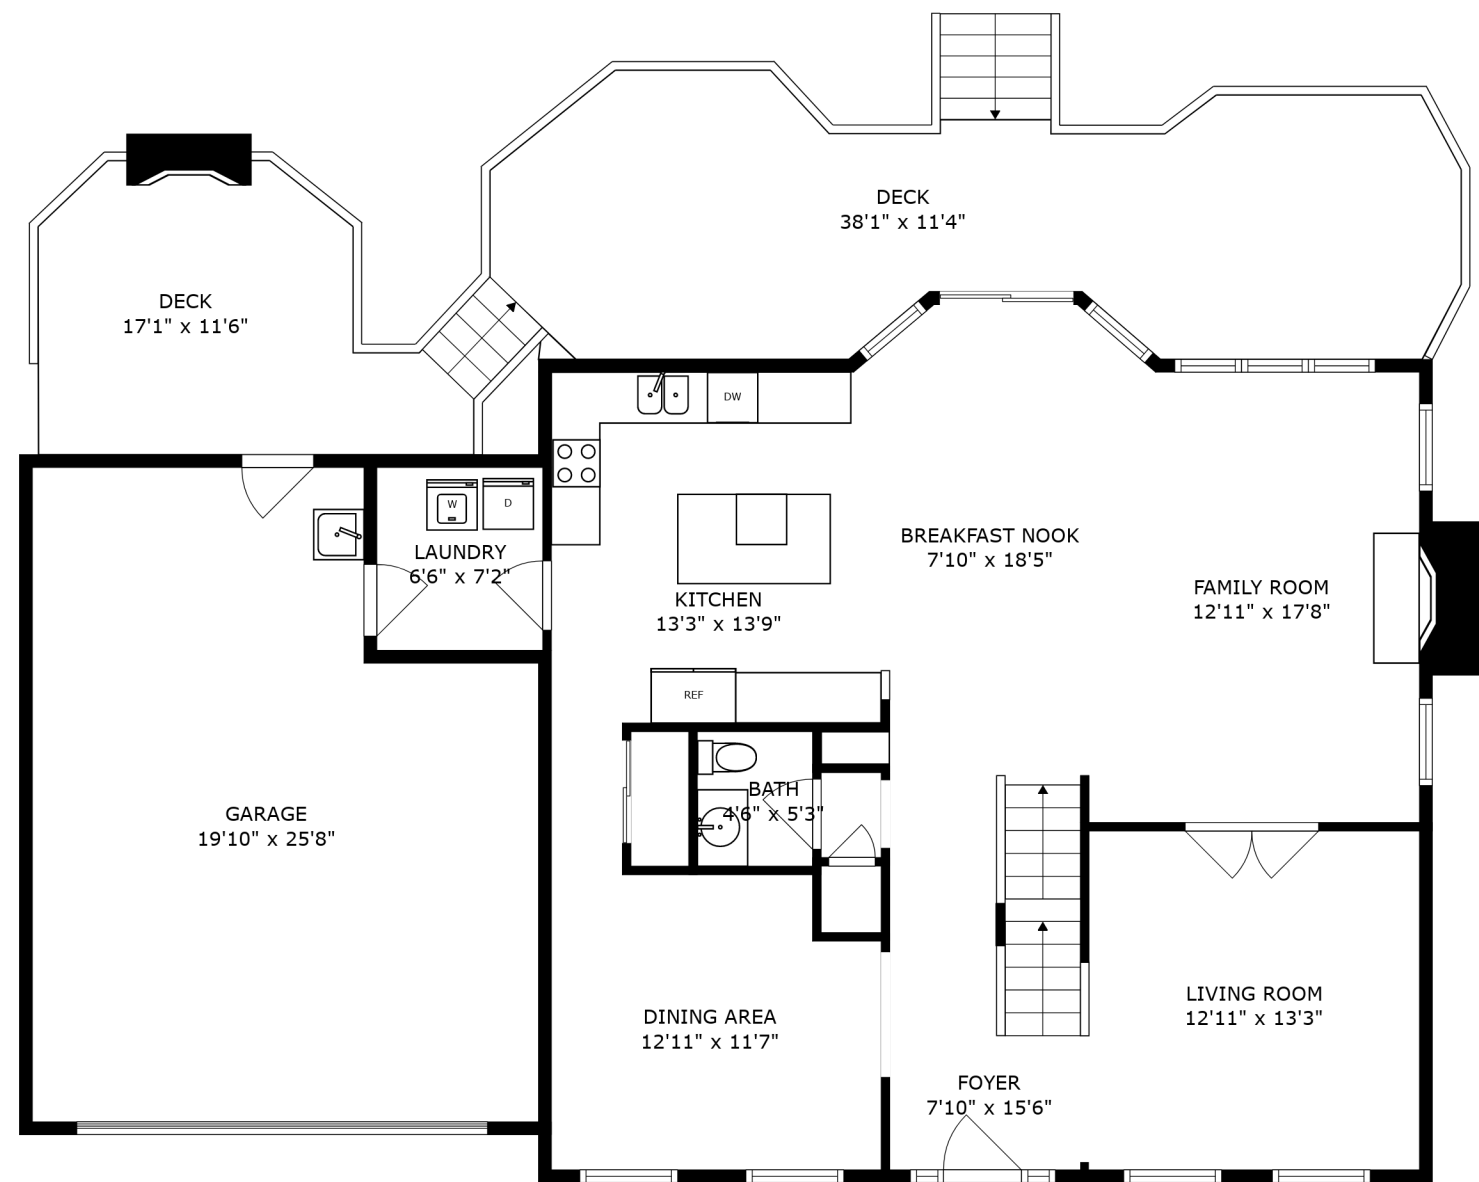 DECK
38'1" x 11'4"
DECK
17'1" x 11'6"
DW
W
D
BREAKFAST NOOK
7'10" x 18'5"
LAUNDRY
6'6" x 7'2"
FAMILY ROOM
12'11" x 17'8"
KITCHEN
13'3" x 13'9"
REF
BATH
4'6" x 5'3"
GARAGE
19'10" x 25'8"
LIVING ROOM
12'11" x 13'3"
DINING AREA
12'11" x 11'7"
FOYER
7'10" x 15'6"